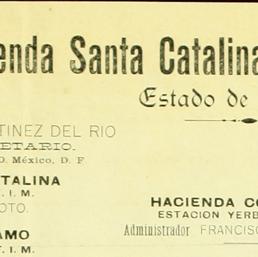 enda Santa Catalina
Estado de
TINEZ DEL RIO
ETARIO.
O. México, D. F
TALINA
. I. M.
OTO.
HACIENDA CO
ESTACION YERB
Administrador FRANCISC
AMO
T. I. M.